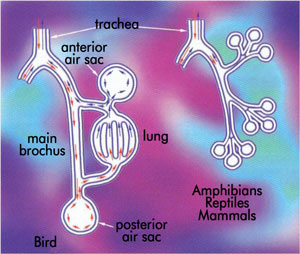 trachea
anterior
air sac
main
brochus
lung
Amphibians
Reptiles
Mammals
posterior
air sac
Bird